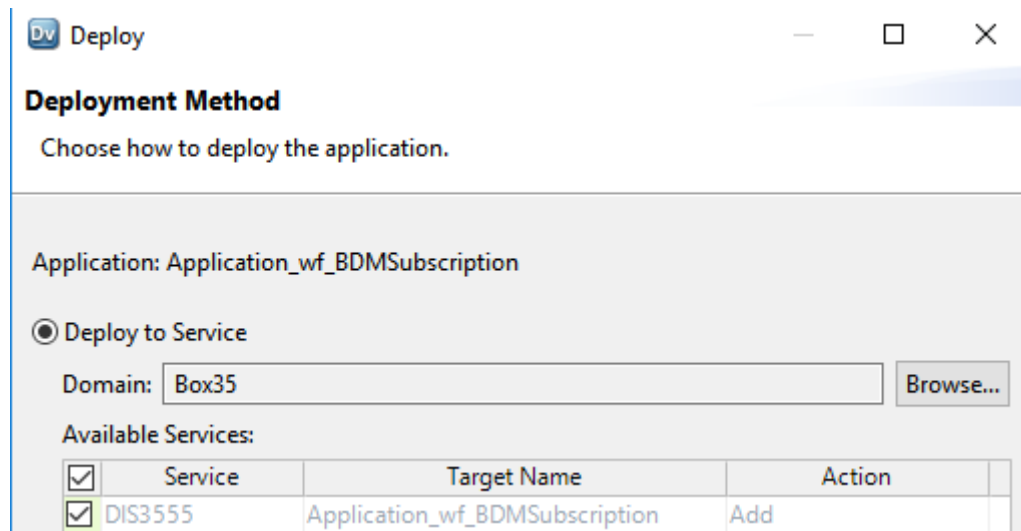 Dv Deploy
Deployment Method
Choose how to deploy the application.
Application: Application_wf_BDMSubscription
Deploy to Service
Domain: Box35 Browse...
Available Services:
Service Target Name Action
DIS3555 Application_wf_BDMSubscription Add